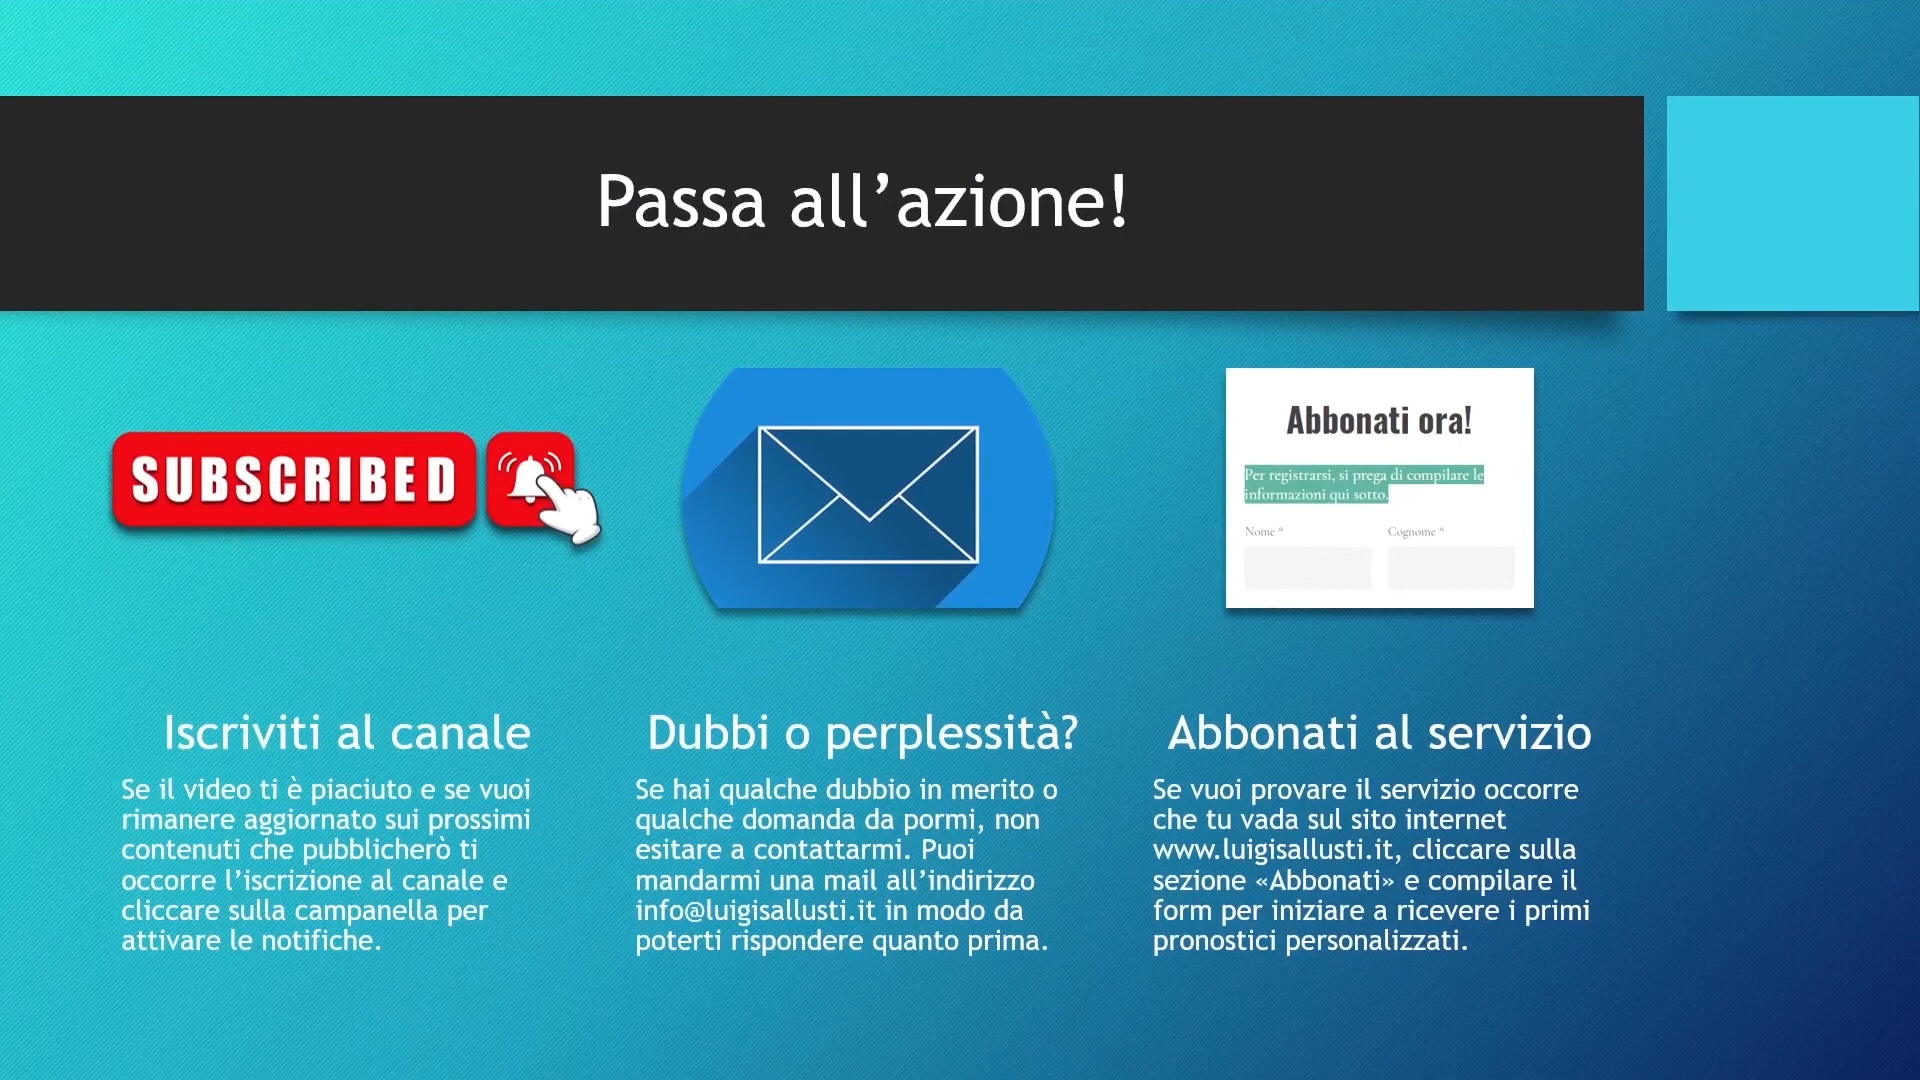 Passa all’azione!
SUBSCRIBED
Abbonati ora!
Per registrarsi, si prega di compilare le
informazioni qui sotto.
Nome *
Cognome *
Iscriviti al canale
Se il video ti è piaciuto e se vuoi
rimanere aggiornato sui prossimi
contenuti che pubblicherò ti
occorre l’iscrizione al canale e
cliccare sulla campanella per
attivare le notifiche.
Dubbi o perplessità?
Se hai qualche dubbio in merito o
qualche domanda da pormi, non
esitare a contattarmi. Puoi
mandarmi una mail all’indirizzo
info@luigisallusti.it in modo da
poterti rispondere quanto prima.
Abbonati al servizio
Se vuoi provare il servizio occorre
che tu vada sul sito internet
www.luigisallusti.it, cliccare sulla
sezione «Abbonati» e compilare il
form per iniziare a ricevere i primi
pronostici personalizzati.